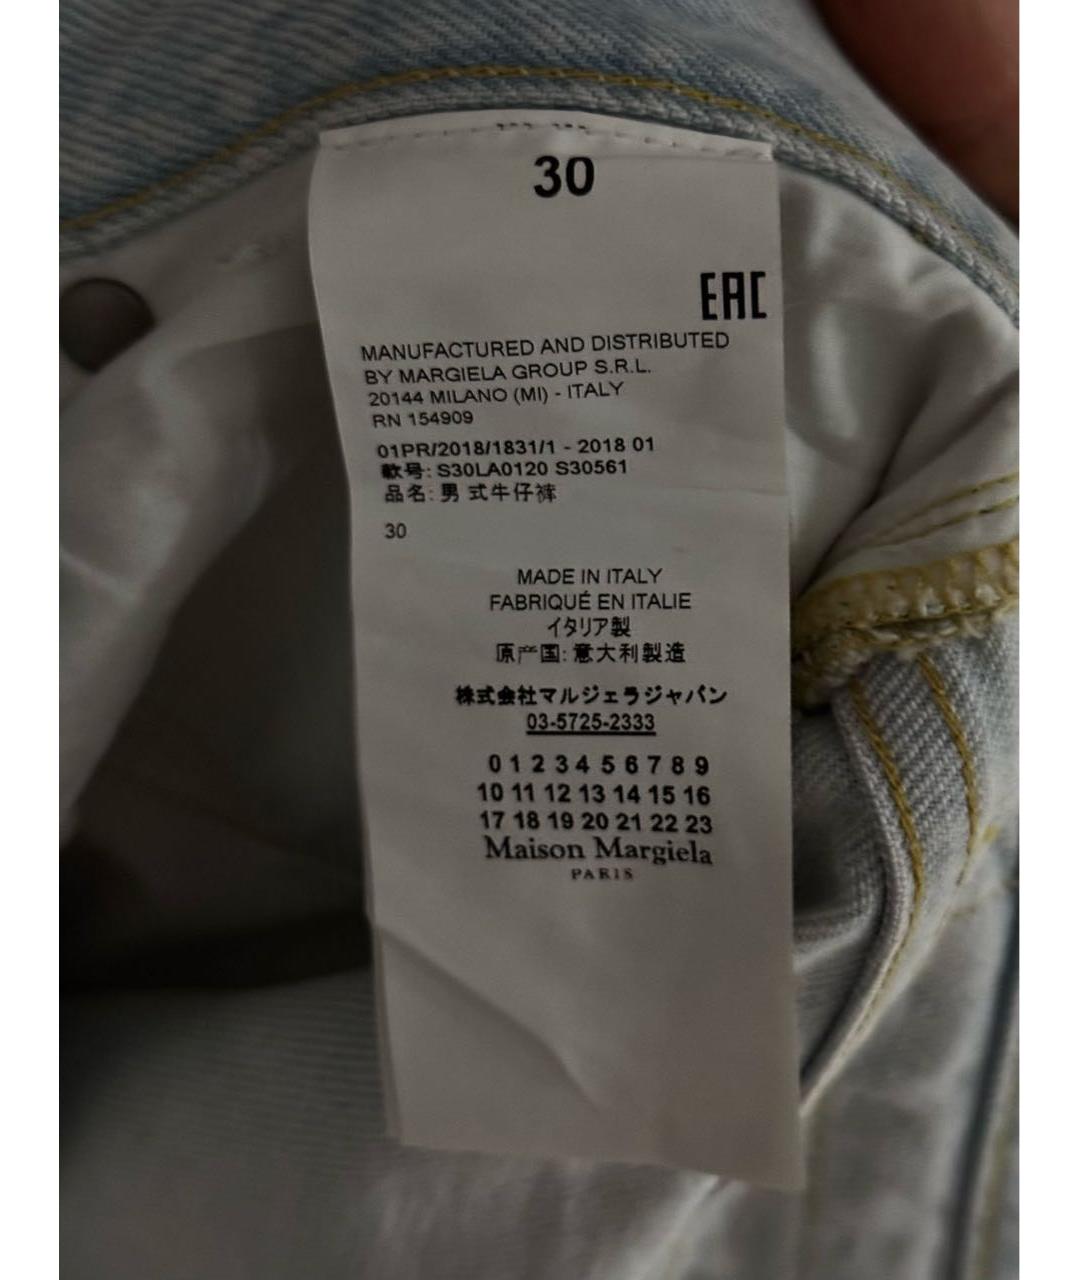 30
EAC
MANUFACTURED AND DISTRIBUTED
BY MARGIELA GROUP S.R.L.
20144 MILANO (MI) - ITALY
RN 154909
01PR/2018/1831/1 - 2018 01
款号: S30LA0120 S30561
品名: 男 式牛仔裤
30
MADE IN ITALY
FABRIQUÉ EN ITALIE
イタリア製
原产国: 意大利製造
株式会社マルジェラジャパン
03-5725-2333
0 1 2 3 4 5 6 7 8 9
10 11 12 13 14 15 16
17 18 19 20 21 22 23
Maison Margiela
PARIS